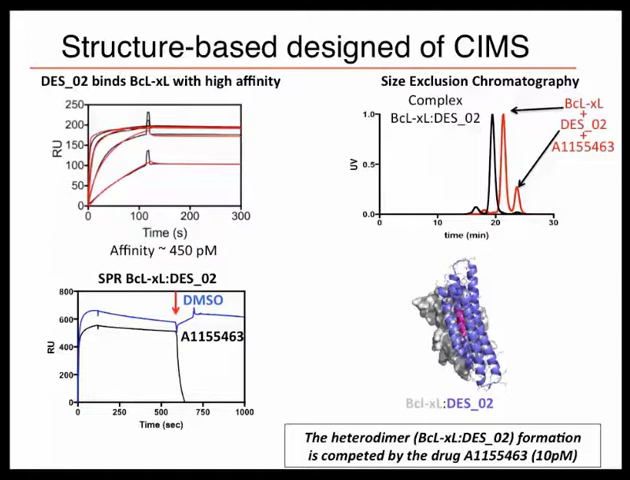 Structure-based designed of CIMS
DES_02 binds BcL-xL with high affinity
250
200
150
100
50
0
RU
0
100
200
300
Time (s)
Affinity ~ 450 pM
Size Exclusion Chromatography
Complex
BcL-xL:DES_02
BcL-xL
+
DES_02
+
A1155463
1.0
0.5
0.0
UV
0
10
20
30
time (min)
SPR BcL-xL:DES_02
800
600
400
200
0
RU
DMSO
A1155463
0
250
500
750
1000
Time (sec)
Bcl-xL:DES_02
The heterodimer (BcL-xL:DES_02) formation
is competed by the drug A1155463 (10pM)